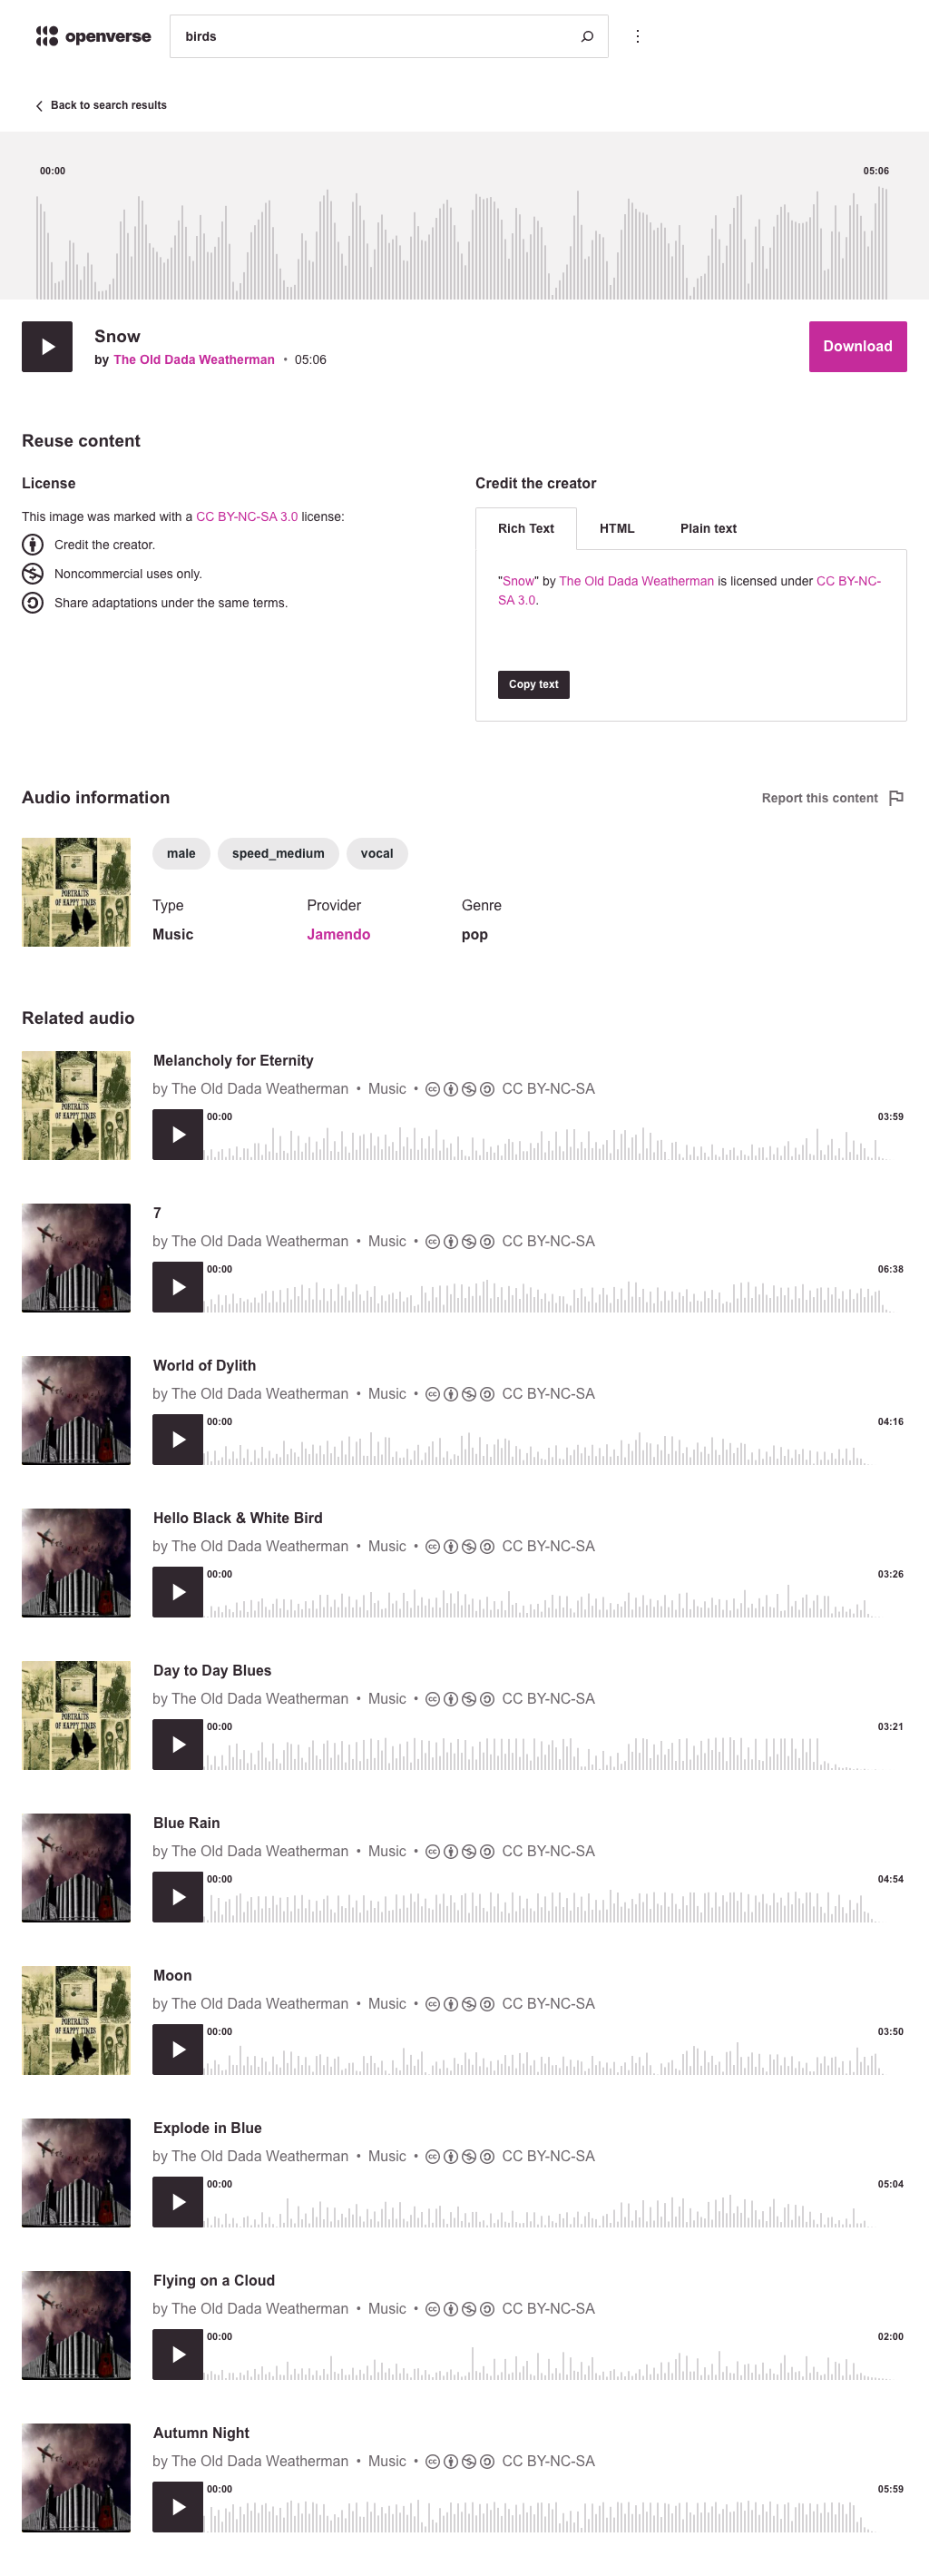 openverse
birds
Back to search results
00:00 05:06
Snow
by The Old Dada Weatherman • 05:06
Download
Reuse content
License
This image was marked with a CC BY-NC-SA 3.0 license:
Credit the creator.
Noncommercial uses only.
Share adaptations under the same terms.
Credit the creator
Rich Text HTML Plain text
"Snow" by The Old Dada Weatherman is licensed under CC BY-NC-
SA 3.0.
Copy text
Audio information
Report this content
PORTRAITS
OF HAPPY TIMES
male speed_medium vocal
Type Provider Genre
Music Jamendo pop
Related audio
PORTRAITS
OF HAPPY TIMES
Melancholy for Eternity
by The Old Dada Weatherman • Music • CC BY-NC-SA
00:00 03:59
7
by The Old Dada Weatherman • Music • CC BY-NC-SA
00:00 06:38
World of Dylith
by The Old Dada Weatherman • Music • CC BY-NC-SA
00:00 04:16
Hello Black & White Bird
by The Old Dada Weatherman • Music • CC BY-NC-SA
00:00 03:26
PORTRAITS
OF HAPPY TIMES
Day to Day Blues
by The Old Dada Weatherman • Music • CC BY-NC-SA
00:00 03:21
Blue Rain
by The Old Dada Weatherman • Music • CC BY-NC-SA
00:00 04:54
PORTRAITS
OF HAPPY TIMES
Moon
by The Old Dada Weatherman • Music • CC BY-NC-SA
00:00 03:50
Explode in Blue
by The Old Dada Weatherman • Music • CC BY-NC-SA
00:00 05:04
Flying on a Cloud
by The Old Dada Weatherman • Music • CC BY-NC-SA
00:00 02:00
Autumn Night
by The Old Dada Weatherman • Music • CC BY-NC-SA
00:00 05:59